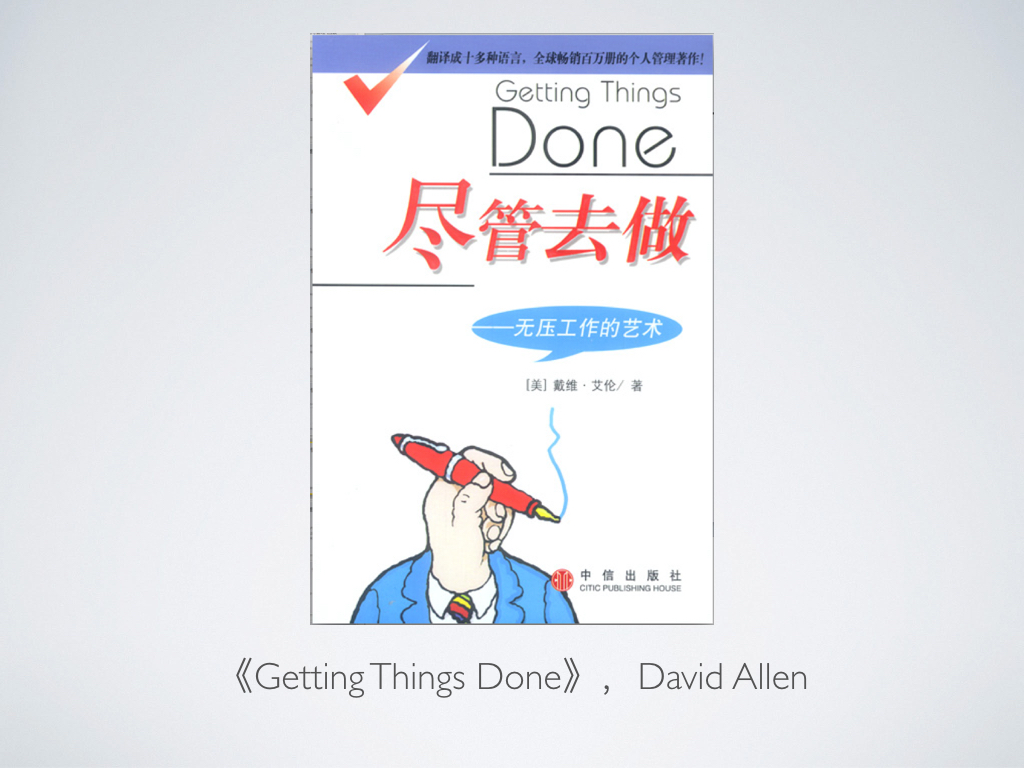 翻译成十多种语言，全球畅销百万册的个人管理著作！
Getting Things
Done
尽管去做
——无压工作的艺术
[美] 戴维·艾伦/ 著
中信出版社
CITIC PUBLISHING HOUSE
《Getting Things Done》，David Allen